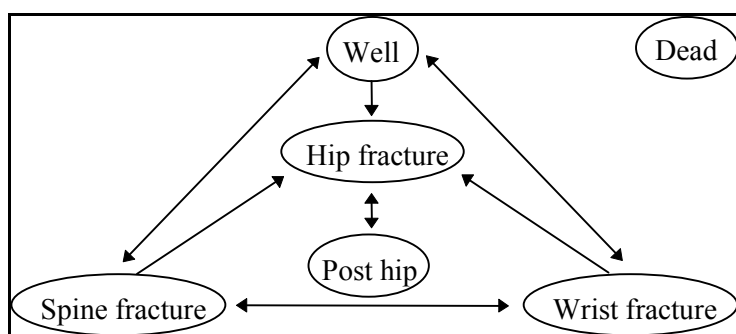 Well
Dead
Hip fracture
Post hip
Spine fracture
Wrist fracture